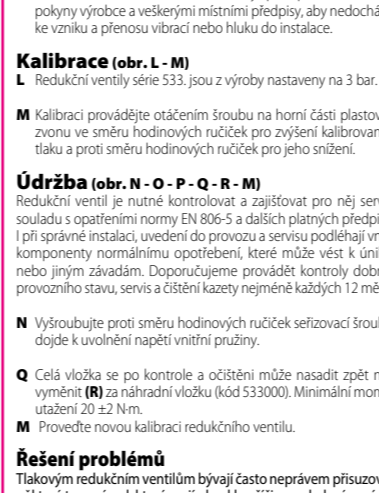 pokyny výrobce a veškerými místními předpisy, aby nedochá
ke vzniku a přenosu vibrací nebo hluku do instalace.
Kalibrace (obr. L - M)
L Redukční ventily série 533. jsou z výroby nastaveny na 3 bar.
M Kalibraci provádějte otáčením šroubu na horní části plastov
zvonu ve směru hodinových ručiček pro zvýšení kalibrovan
tlaku a proti směru hodinových ručiček pro jeho snížení.
Údržba (obr. N - O - P - Q - R - M)
Redukční ventil je nutné kontrolovat a zajišťovat pro něj serv
souladu s opatřeními normy EN 806-5 a dalších platných předpi
I při správné instalaci, uvedení do provozu a servisu podléhají vn
komponenty normálnímu opotřebení, které může vést k úni
nebo jiným závadám. Doporučujeme provádět kontroly dobr
provozního stavu, servis a čištění kazety nejméně každých 12 mě
N Vyšroubujte proti směru hodinových ručiček seřizovací šroub
dojde k uvolnění napětí vnitřní pružiny.
Q Celá vložka se po kontrole a očištěni může nasadit zpět n
vyměnit (R) za náhradní vložku (kód 533000). Minimální mon
utažení 20 ±2 N·m.
M Proveďte novou kalibraci redukčního ventilu.
Řešení problémů
Tlakovým redukčním ventilům bývají často neprávem přisuzov